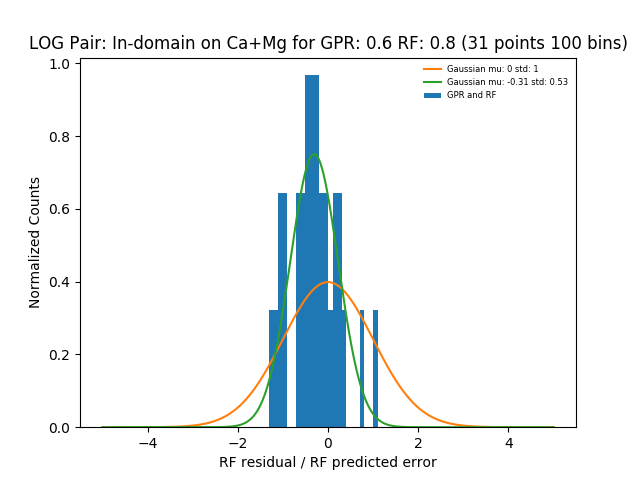 LOG Pair: In-domain on Ca+Mg for GPR: 0.6 RF: 0.8 (31 points 100 bins)
Gaussian mu: 0 std: 1
Gaussian mu: -0.31 std: 0.53
GPR and RF
Normalized Counts
1.0
0.8
0.6
0.4
0.2
0.0
−4 −2 0 2 4
RF residual / RF predicted error